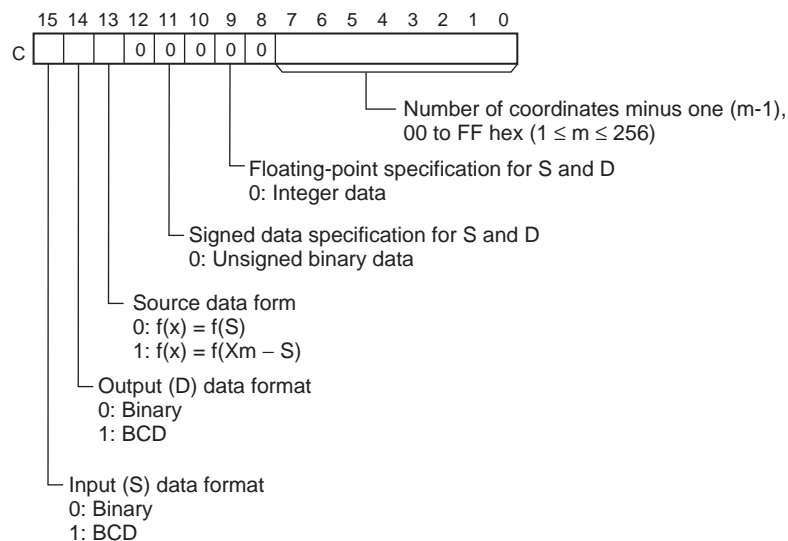 15 14 13 12 11 10 9 8 7 6 5 4 3 2 1 0
C 0 0 0 0 0
Number of coordinates minus one (m-1),
00 to FF hex (1 ≤ m ≤ 256)
Floating-point specification for S and D
0: Integer data
Signed data specification for S and D
0: Unsigned binary data
Source data form
0: f(x) = f(S)
1: f(x) = f(Xm − S)
Output (D) data format
0: Binary
1: BCD
Input (S) data format
0: Binary
1: BCD